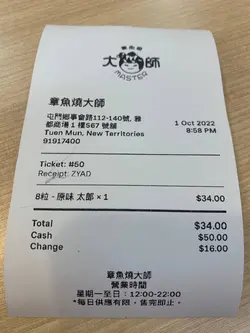 章魚燒
大師
MASTER
章魚燒大師
屯門鄉事會路112-140號, 雅
都商場 1 樓S67 號舖
Tuen Mun, New Territories
91917400
1 Oct 2022
8:58 PM
Ticket: #50
Receipt: ZYAD
8粒 - 原味 太郎 × 1 $34.00
Total $34.00
Cash $50.00
Change $16.00
章魚燒大師
營業時間
星期一至日 : 12:00-22:00
*每日供應有限，售完即止。